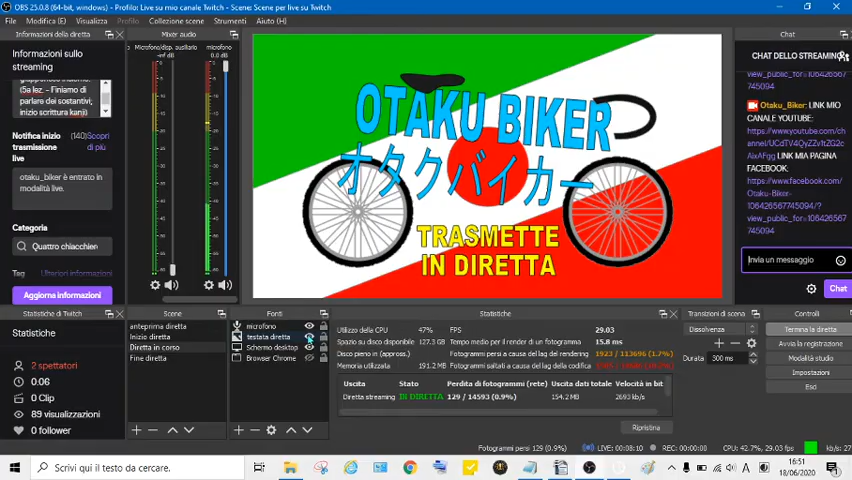 OBS 25.0.8 (64-bit, windows) - Profilo: Live su mio canale Twitch - Scene: Scene per live su Twitch
File
Modifica (E)
Visualizza
Profilo
Collezione scene
Strumenti
Aiuto (H)
Informazioni della diretta
Informazioni sullo
streaming
(5a lez. - Finiamo di
parlare dei sostantivi;
inizio scrittura kanji)
Notifica inizio
trasmissione
live
(140)Scopri
di più
otaku_biker è entrato in
modalità live.
Categoria
Quattro chiacchiere
Tag
Ulteriori informazioni
Aggiorna informazioni
Mixer audio
Microfono/disp. ausiliario
-inf dB
microfono
0.0 dB
OTAKU BIKER
オタクバイカー
TRASMETTE
IN DIRETTA
Chat
CHAT DELLO STREAMING
view_public_for=106426567
745094
Otaku_Biker: LINK MIO
CANALE YOUTUBE:
https://www.youtube.com/ch
AixAFgg LINK MIA PAGINA
FACEBOOK:
https://www.facebook.com/
Otaku-Biker-
106426567745094/?
view_public_for=106426567
745094
Invia un messaggio
Chat
Statistiche di Twitch
Statistiche
2 spettatori
0:06
0 Clip
89 visualizzazioni
0 follower
Scene
anteprima diretta
Inizio diretta
Diretta in corso
Fine diretta
Fonti
microfono
testata diretta
Schermo desktop
Browser Chrome
Statistiche
Utilizzo della CPU 47% FPS 29.03
Spazio su disco disponibile 127.3 GB Tempo medio per il render di un fotogramma 15.8 ms
Disco pieno in (appross.) Fotogrammi persi a causa del lag del rendering 1923 / 113696 (1.7%)
Memoria utilizzata 191.2 MB Fotogrammi saltati a causa del lag della codifica
Uscita Stato Perdita di fotogrammi (rete) Uscita dati totale Velocità in bit
Diretta streaming IN DIRETTA 129 / 14593 (0.9%) 154.2 MB 2693 kb/s
Ripristina
Transizioni di scena
Dissolvenza
Durata 300 ms
Controlli
Termina la diretta
Avvia la registrazione
Modalità studio
Impostazioni
Esci
Fotogrammi persi 129 (0.9%)
LIVE: 00:08:10
REC: 00:00:00
CPU: 42.7%, 29.03 fps
Scrivi qui il testo da cercare.
16:51
18/06/2020